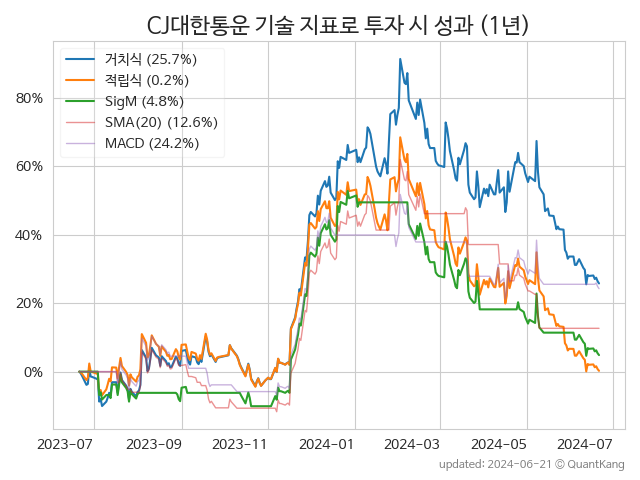 CJ대한통운 기술 지표로 투자 시 성과 (1년)
거치식 (25.7%)
적립식 (0.2%)
SigM (4.8%)
SMA(20) (12.6%)
MACD (24.2%)
80%
60%
40%
20%
0%
2023-07 2023-09 2023-11 2024-01 2024-03 2024-05 2024-07
updated: 2024-06-21 © QuantKang